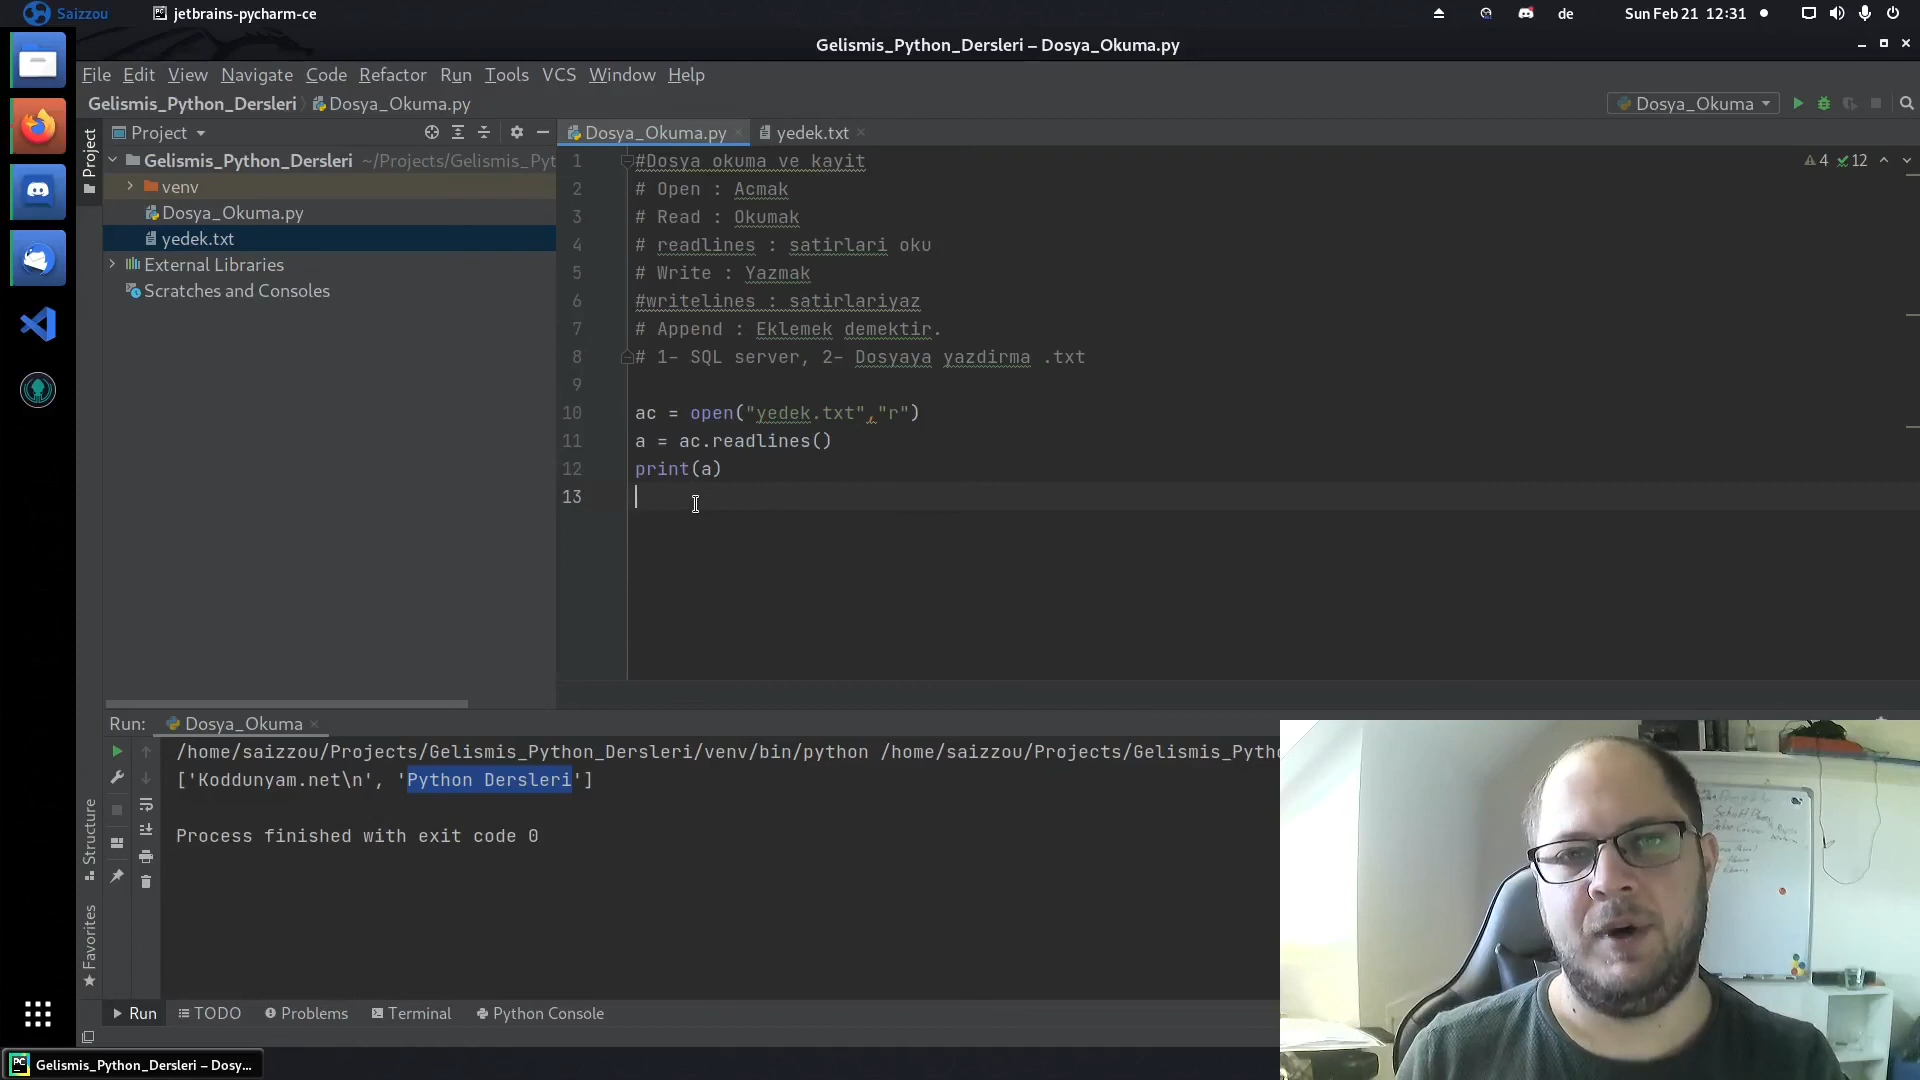 Saizzou
jetbrains-pycharm-ce
de
Sun Feb 21 12:31
Gelismis_Python_Dersleri – Dosya_Okuma.py
File Edit View Navigate Code Refactor Run Tools VCS Window Help
Gelismis_Python_Dersleri Dosya_Okuma.py
Dosya_Okuma
Project
Project
Dosya_Okuma.py
yedek.txt
Gelismis_Python_Dersleri ~/Projects/Gelismis_Pyt
venv
Dosya_Okuma.py
yedek.txt
External Libraries
Scratches and Consoles
4 12
1 #Dosya okuma ve kayit
2 # Open : Acmak
3 # Read : Okumak
4 # readlines : satirlari oku
5 # Write : Yazmak
6 #writelines : satirlariyaz
7 # Append : Eklemek demektir.
8 # 1- SQL server, 2- Dosyaya yazdirma .txt
9
10 ac = open("yedek.txt","r")
11 a = ac.readlines()
12 print(a)
13
Run: Dosya_Okuma
/home/saizzou/Projects/Gelismis_Python_Dersleri/venv/bin/python /home/saizzou/Projects/Gelismis_Pytho
['Koddunyam.net\n', 'Python Dersleri']
Process finished with exit code 0
Structure
Favorites
Run TODO Problems Terminal Python Console
PC Gelismis_Python_Dersleri – Dosy...